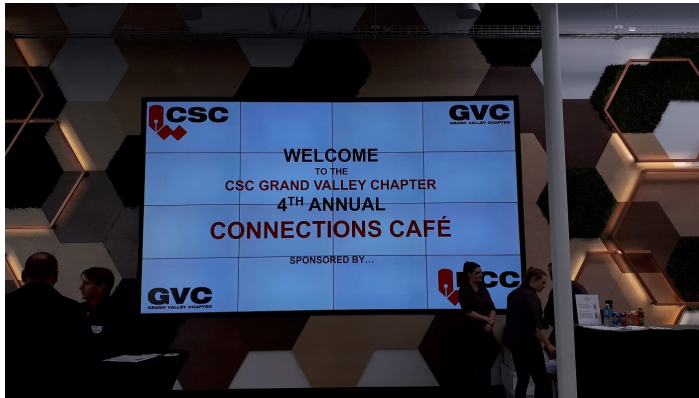 CSC
GVC
GRAND VALLEY CHAPTER
WELCOME
TO THE
CSC GRAND VALLEY CHAPTER
4TH ANNUAL
CONNECTIONS CAFÉ
SPONSORED BY...
GVC
GRAND VALLEY CHAPTER